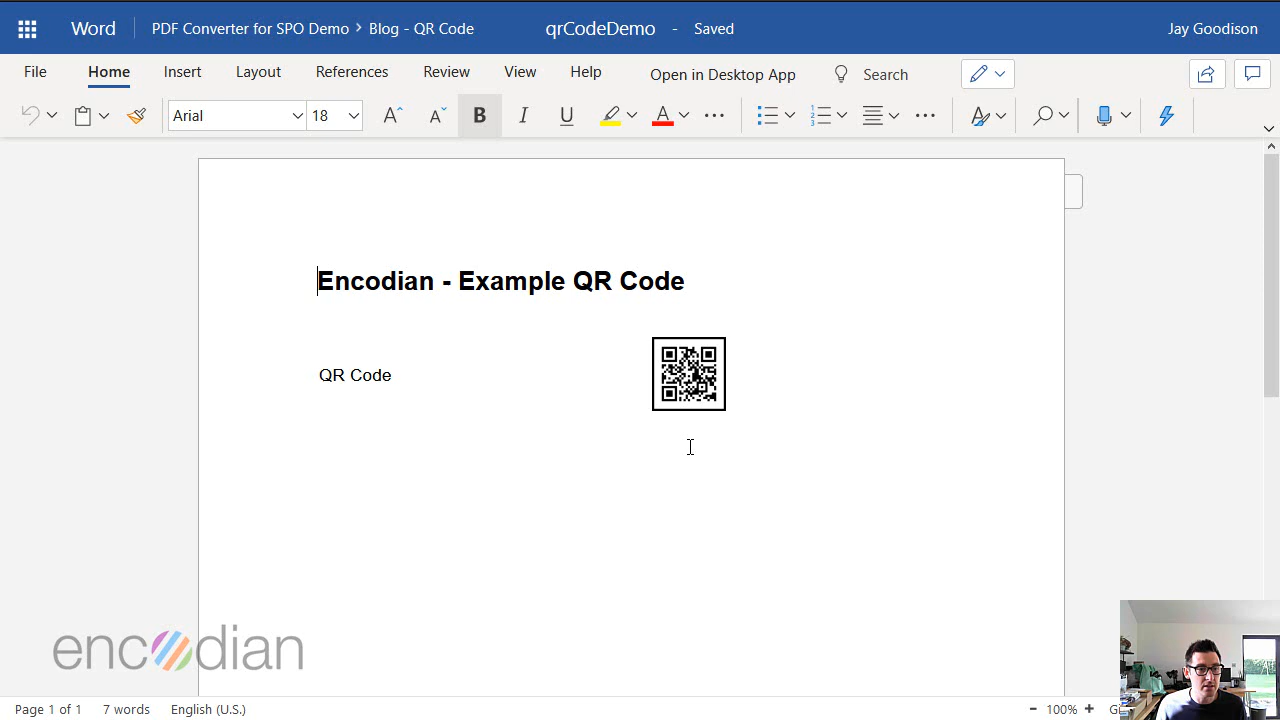 Word PDF Converter for SPO Demo > Blog - QR Code qrCodeDemo - Saved Jay Goodison
File Home Insert Layout References Review View Help Open in Desktop App Search
Arial 18 A A B I U A
Encodian - Example QR Code
QR Code
encodian
Page 1 of 1 7 words English (U.S.) - 100% +